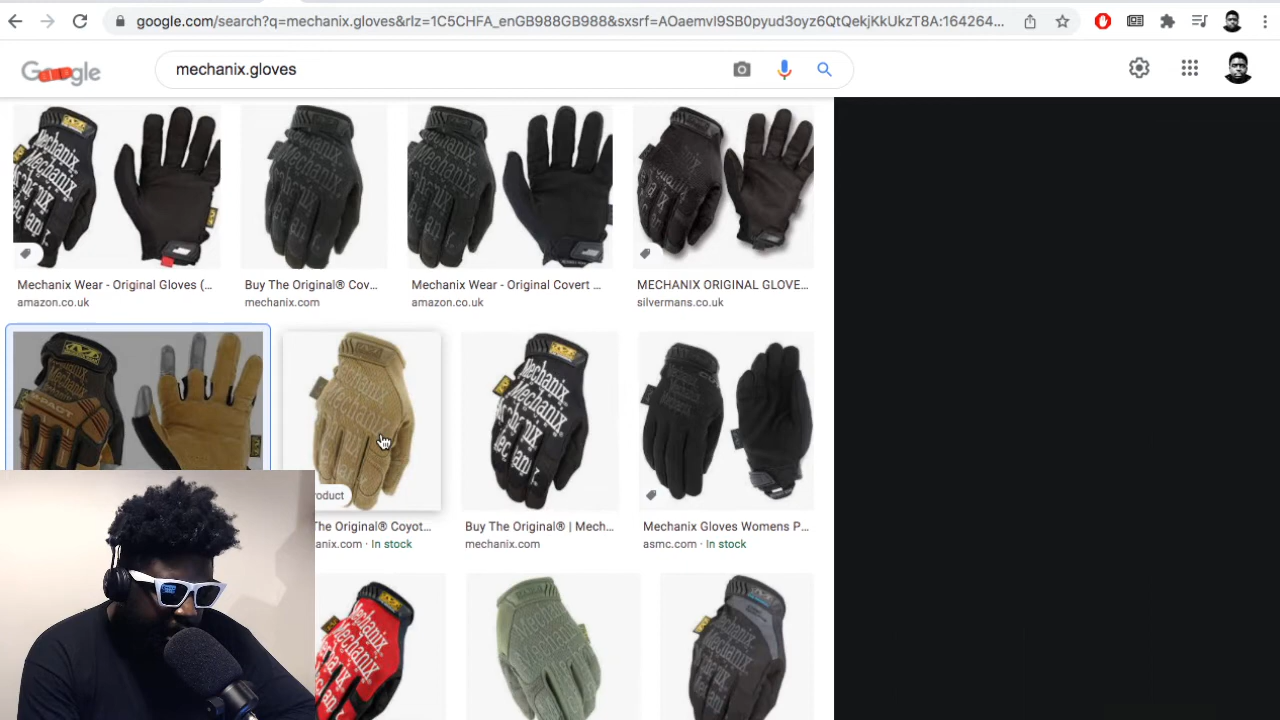 google.com/search?q=mechanix.gloves&rlz=1C5CHFA_enGB988GB988&sxsrf=AOaemvI9SB0pyud3oyz6QtQekjKkUkzT8A:164264...
Google
mechanix.gloves
Mechanix Wear - Original Gloves (...
amazon.co.uk
Buy The Original® Cov...
mechanix.com
Mechanix Wear - Original Covert ...
amazon.co.uk
MECHANIX ORIGINAL GLOVE...
silvermans.co.uk
roduct
The Original® Coyot...
anix.com · In stock
Buy The Original® | Mech...
mechanix.com
Mechanix Gloves Womens P...
asmc.com · In stock